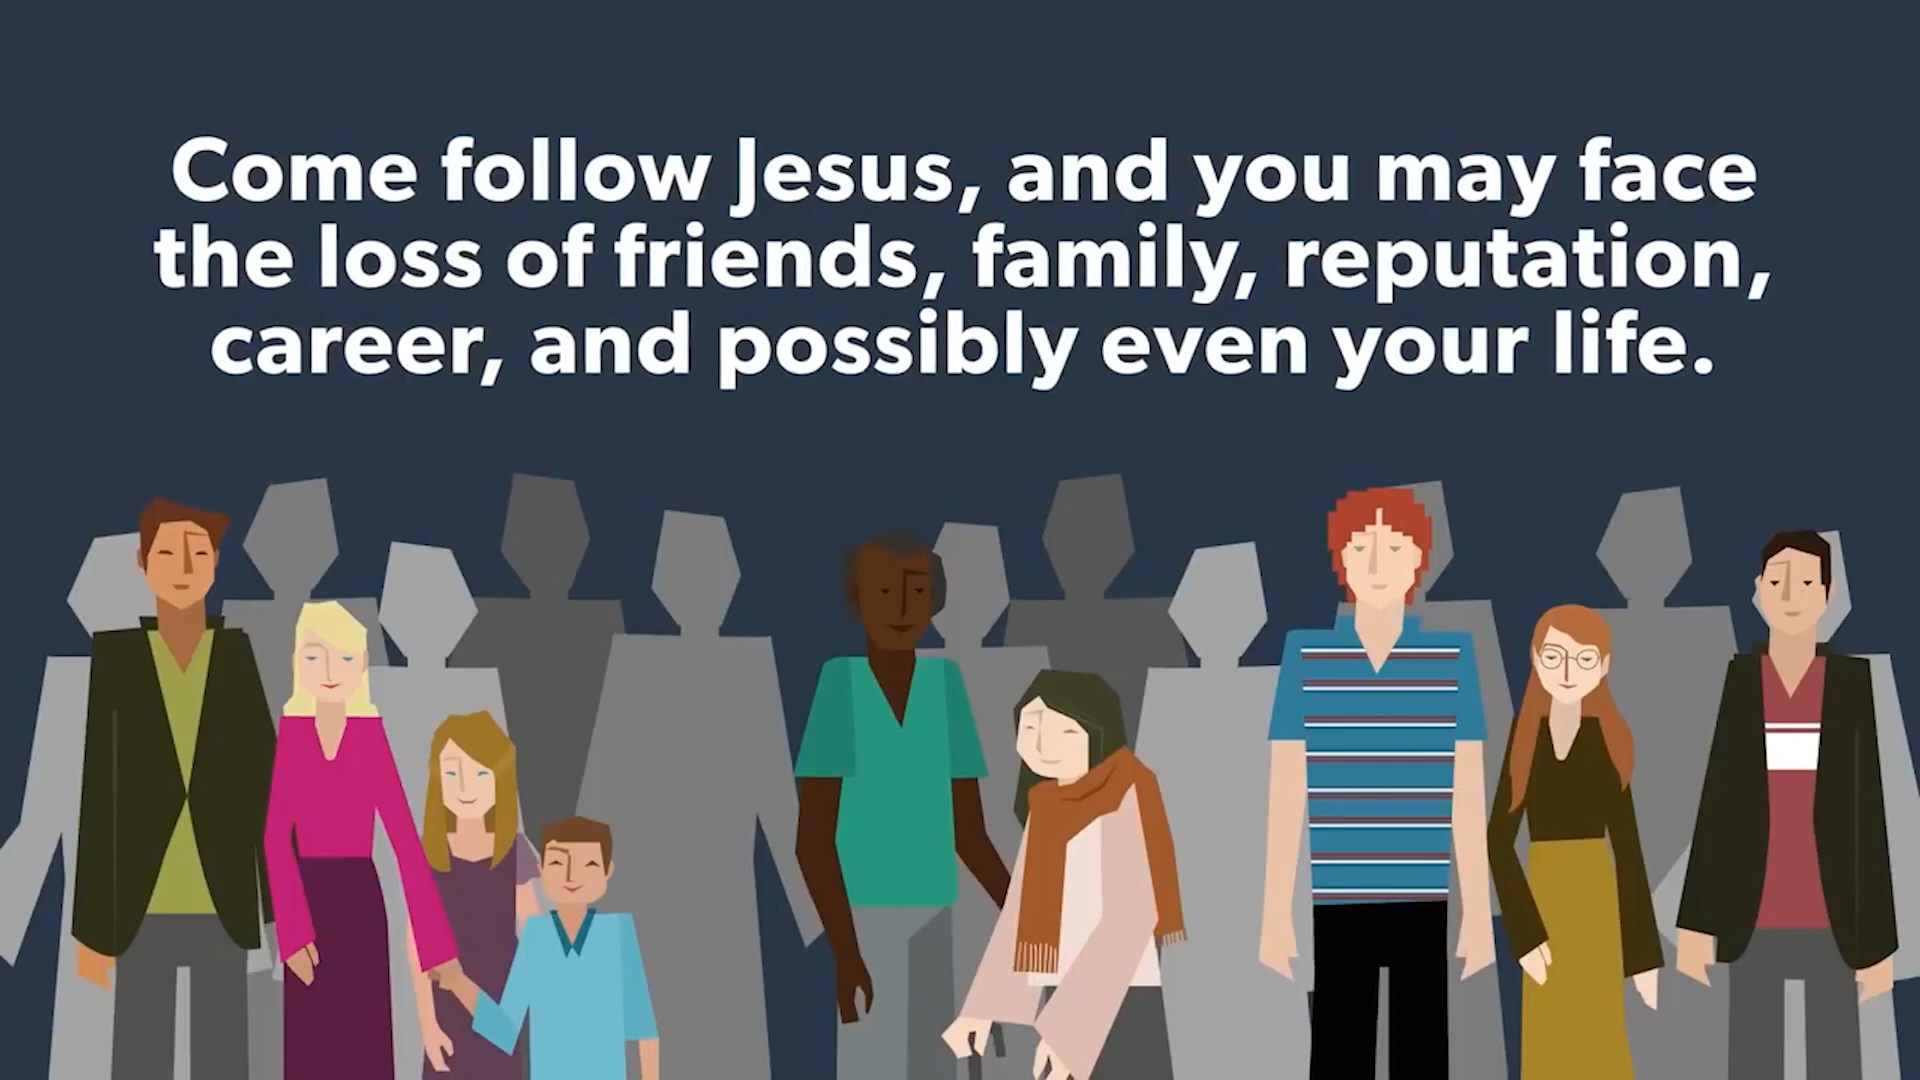 Come follow Jesus, and you may face
the loss of friends, family, reputation,
career, and possibly even your life.